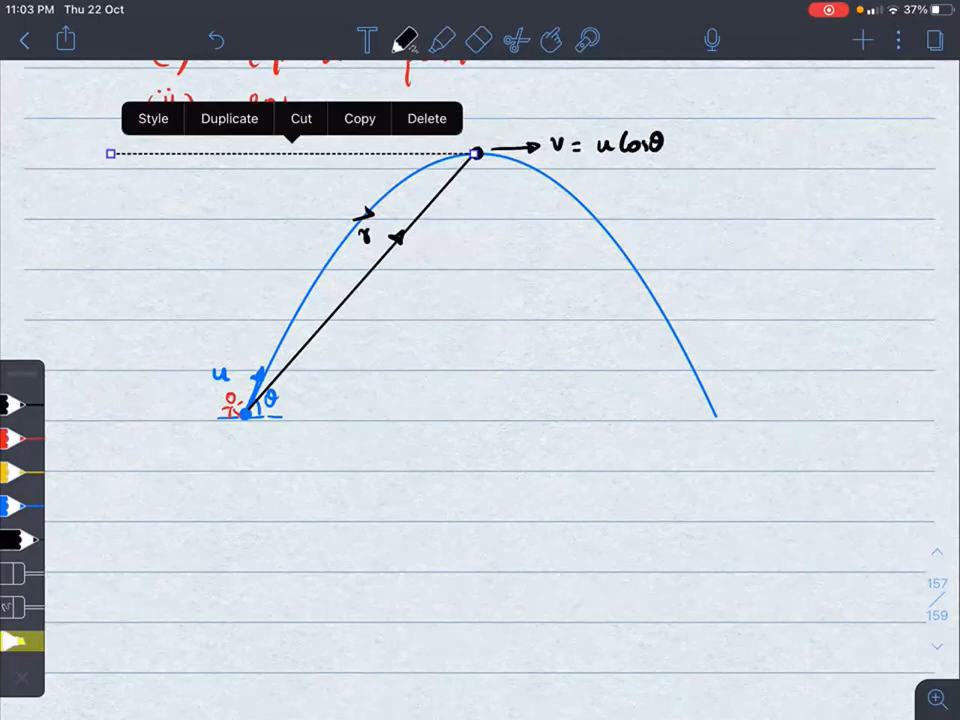 11:03 PM Thu 22 Oct
37%
T
Style Duplicate Cut Copy Delete
v = u cosθ
r
u
θ
157
159